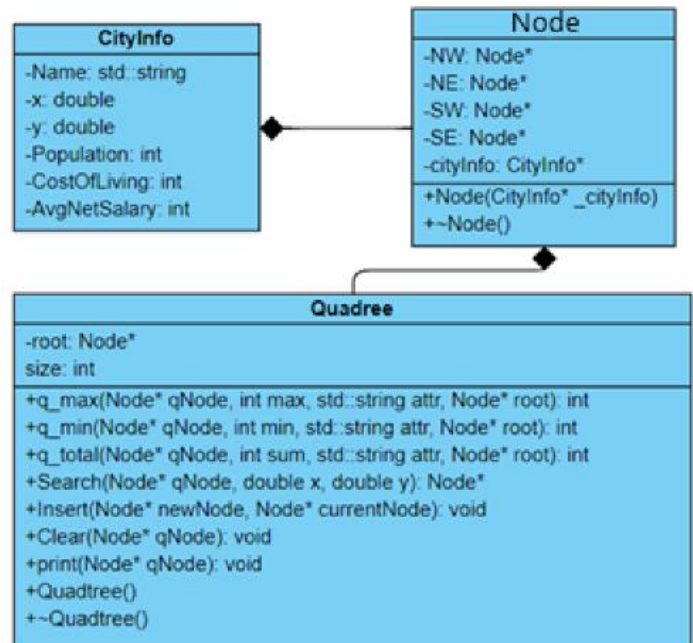 CityInfo
-Name: std::string
-x: double
-y: double
-Population: int
-CostOfLiving: int
-AvgNetSalary: int
Node
-NW: Node*
-NE: Node*
-SW: Node*
-SE: Node*
-cityInfo: CityInfo*
+Node(CityInfo* _cityInfo)
+~Node()
Quadree
-root: Node*
size: int
+q_max(Node* qNode, int max, std::string attr, Node* root): int
+q_min(Node* qNode, int min, std::string attr, Node* root): int
+q_total(Node* qNode, int sum, std::string attr, Node* root): int
+Search(Node* qNode, double x, double y): Node*
+Insert(Node* newNode, Node* currentNode): void
+Clear(Node* qNode): void
+print(Node* qNode): void
+Quadtree()
+~Quadtree()